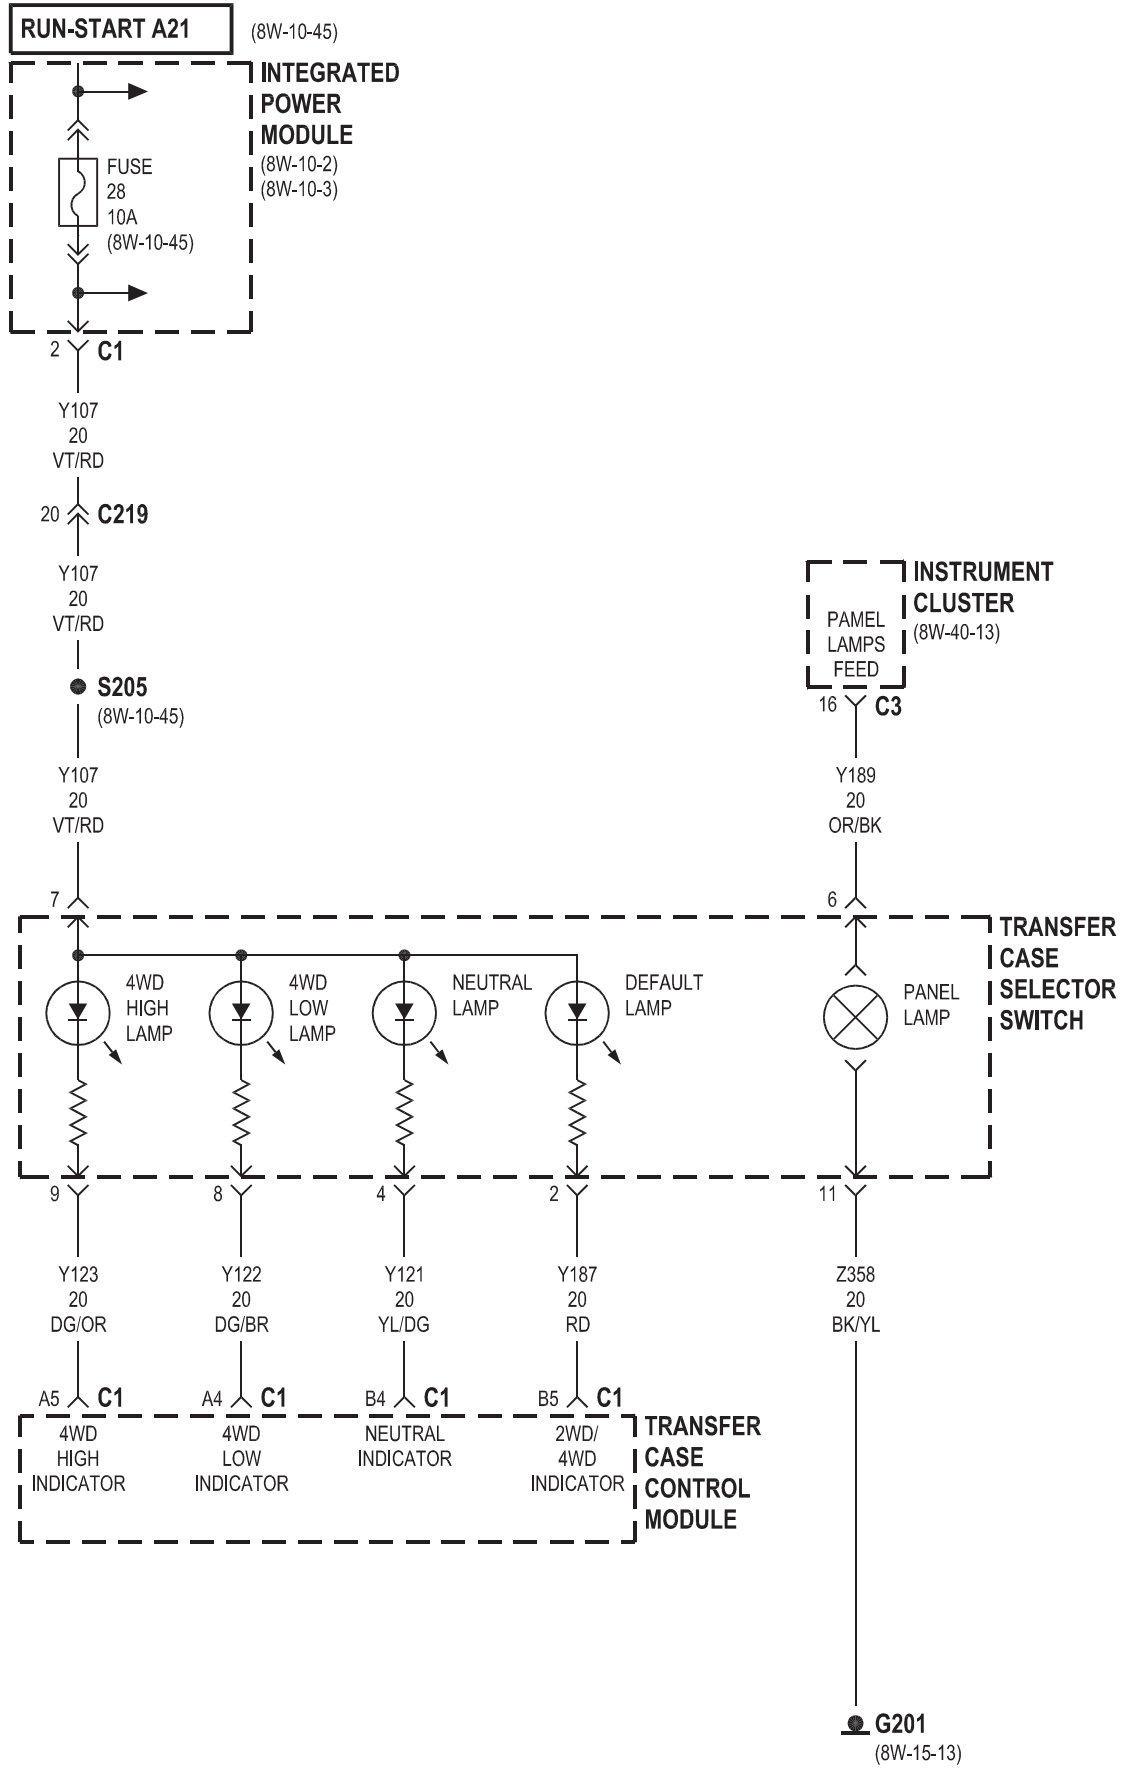 RUN-START A21
(8W-10-45)
INTEGRATED
POWER
MODULE
(8W-10-2)
(8W-10-3)
FUSE
28
10A
(8W-10-45)
2
C1
Y107
20
VT/RD
20
C219
Y107
20
VT/RD
S205
(8W-10-45)
Y107
20
VT/RD
7
INSTRUMENT
CLUSTER
(8W-40-13)
PAMEL
LAMPS
FEED
16
C3
Y189
20
OR/BK
6
TRANSFER
CASE
SELECTOR
SWITCH
4WD
HIGH
LAMP
4WD
LOW
LAMP
NEUTRAL
LAMP
DEFAULT
LAMP
PANEL
LAMP
9
8
4
2
11
Y123
20
DG/OR
Y122
20
DG/BR
Y121
20
YL/DG
Y187
20
RD
Z358
20
BK/YL
A5
C1
A4
C1
B4
C1
B5
C1
4WD
HIGH
INDICATOR
4WD
LOW
INDICATOR
NEUTRAL
INDICATOR
2WD/
4WD
INDICATOR
TRANSFER
CASE
CONTROL
MODULE
G201
(8W-15-13)